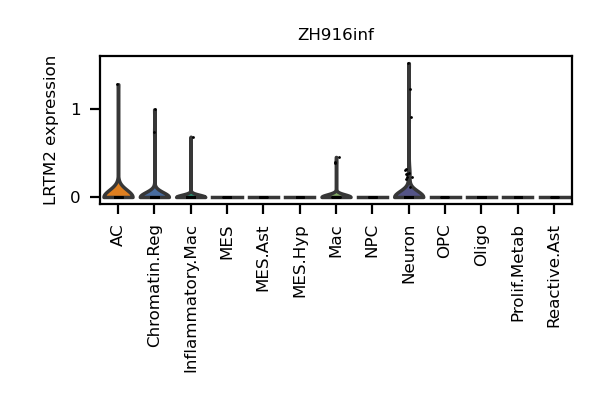 ZH916inf
LRTM2 expression
1
0
AC
Chromatin.Reg
Inflammatory.Mac
MES
MES.Ast
MES.Hyp
Mac
NPC
Neuron
OPC
Oligo
Prolif.Metab
Reactive.Ast